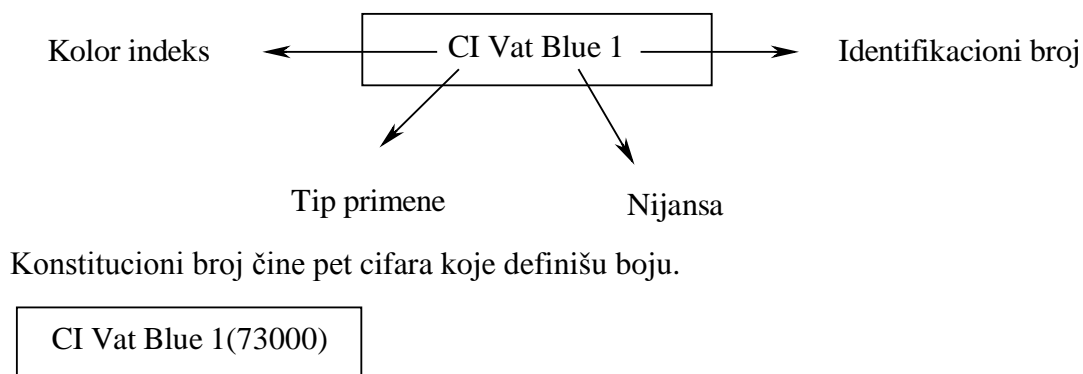 Kolor indeks CI Vat Blue 1 Identifikacioni broj
Tip primene Nijansa
Konstitucioni broj čine pet cifara koje definišu boju.
CI Vat Blue 1(73000)